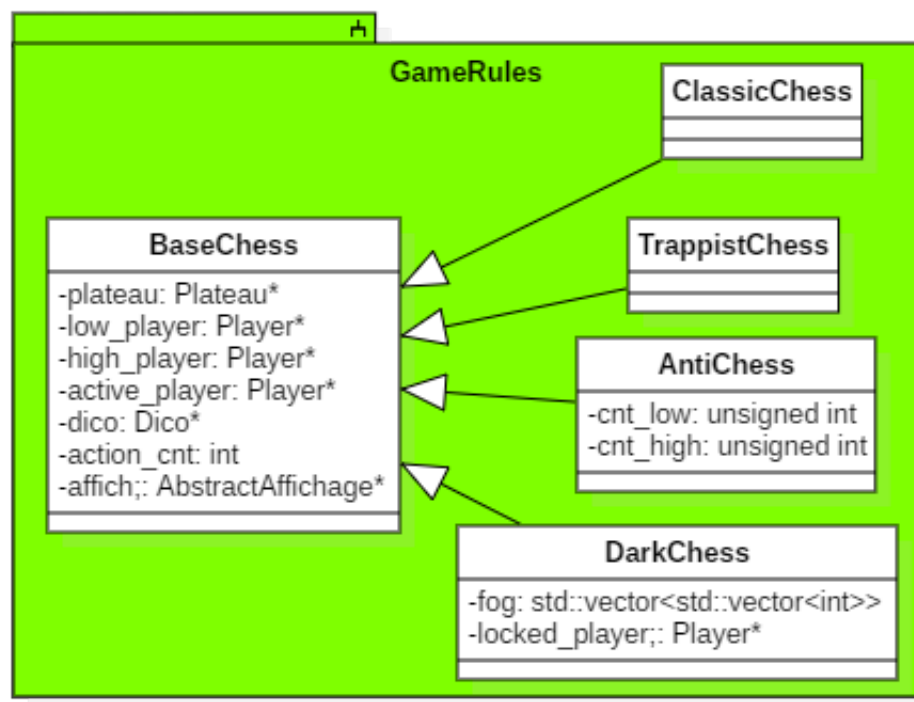 GameRules
ClassicChess
BaseChess
-plateau: Plateau*
-low_player: Player*
-high_player: Player*
-active_player: Player*
-dico: Dico*
-action_cnt: int
-affich;: AbstractAffichage*
TrappistChess
AntiChess
-cnt_low: unsigned int
-cnt_high: unsigned int
DarkChess
-fog: std::vector<std::vector<int>>
-locked_player;: Player*